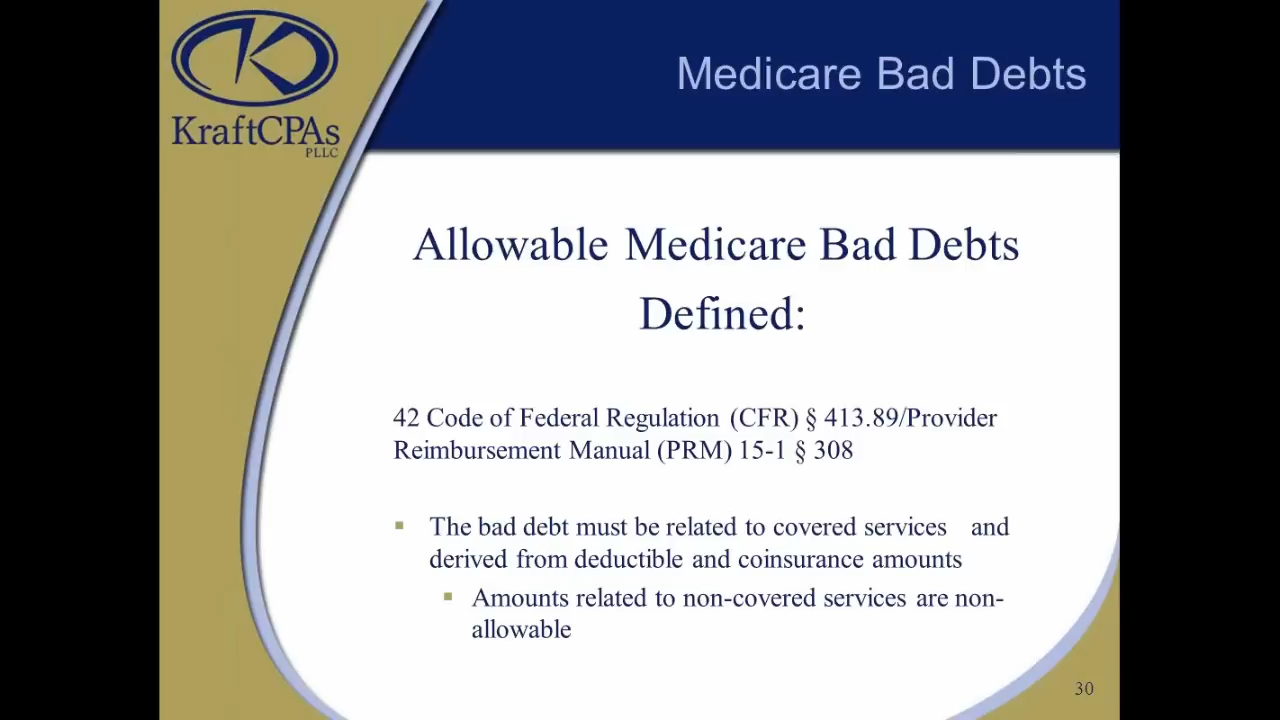 Medicare Bad Debts
KraftCPAs
PLLC
Allowable Medicare Bad Debts
Defined:
42 Code of Federal Regulation (CFR) § 413.89/Provider
Reimbursement Manual (PRM) 15-1 § 308
▪ The bad debt must be related to covered services and
derived from deductible and coinsurance amounts
▪ Amounts related to non-covered services are non-
allowable
30